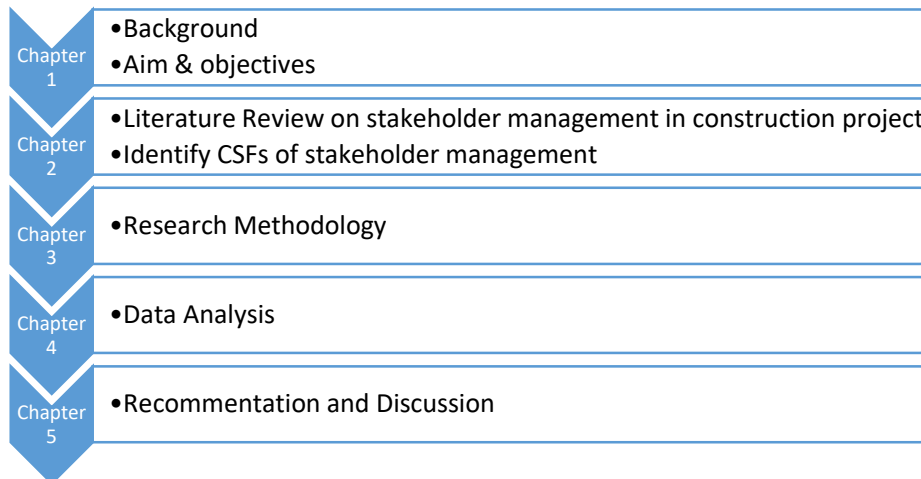 Chapter
1
•Background
•Aim & objectives
Chapter
2
•Literature Review on stakeholder management in construction project
•Identify CSFs of stakeholder management
Chapter
3
•Research Methodology
Chapter
4
•Data Analysis
Chapter
5
•Recommentation and Discussion